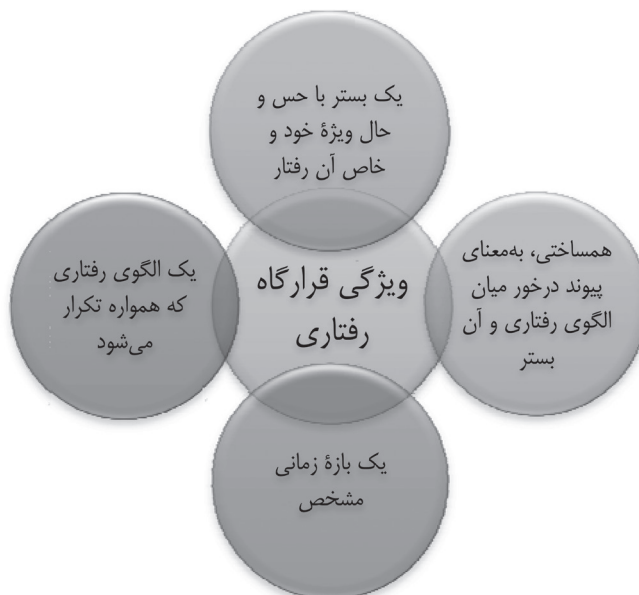 یک بستر با حس و
حال ویژهٔ خود و
خاص آن رفتار
همساختی، به‌معنای
پیوند درخور میان
الگوی رفتاری و آن
بستر
ویژگی قرارگاه
رفتاری
یک الگوی رفتاری
که همواره تکرار
می‌شود
یک بازهٔ زمانی
مشخص